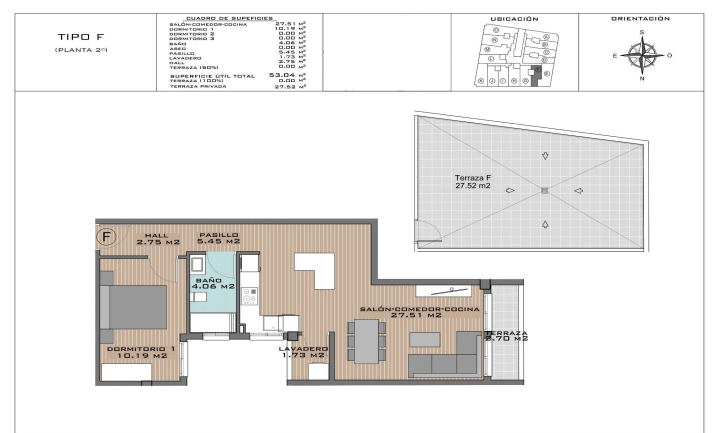 TIPO F
(PLANTA 2ª)
CUADRO DE SUPEFICIES
SALÓN-COMEDOR-COCINA 27.51 M²
DORMITORIO 1 10.19 M²
DORMITORIO 2 0.00 M²
DORMITORIO 3 0.00 M²
BAÑO 4.06 M²
ASEO 0.00 M²
PASILLO 5.45 M²
LAVADERO 1.73 M²
HALL 2.75 M²
TERRAZA (50%) 0.00 M²
SUPERFICIE ÚTIL TOTAL 53.04 M²
TERRAZA (100%) 0.00 M²
TERRAZA PRIVADA 27.52 M²
UBICACIÓN
ORIENTACIÓN
S
E O
N
Terraza F
27.52 m2
F
HALL
2.75 M2
PASILLO
5.45 M2
BAÑO
4.06 M2
SALÓN-COMEDOR-COCINA
27.51 M2
TERRAZA
2.70 M2
DORMITORIO 1
10.19 M2
LAVADERO
1.73 M2